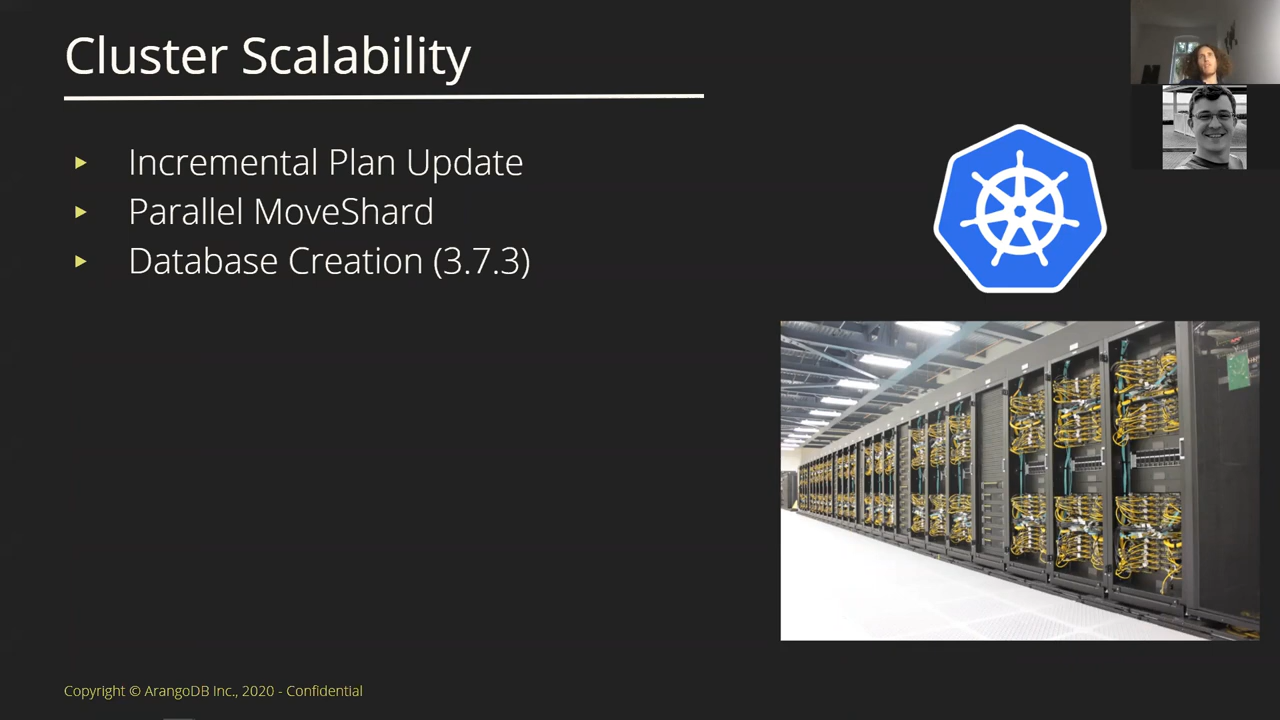 Cluster Scalability
Incremental Plan Update
Parallel MoveShard
Database Creation (3.7.3)
Copyright © ArangoDB Inc., 2020 - Confidential